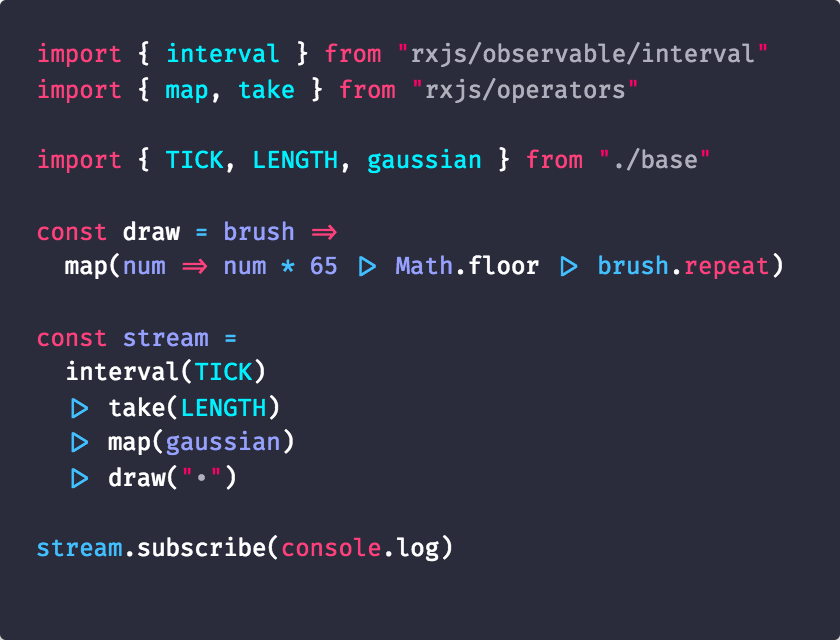 import { interval } from "rxjs/observable/interval"
import { map, take } from "rxjs/operators"

import { TICK, LENGTH, gaussian } from "./base"

const draw = brush =>
  map(num => num * 65 |> Math.floor |> brush.repeat)

const stream =
  interval(TICK)
  |> take(LENGTH)
  |> map(gaussian)
  |> draw("•")

stream.subscribe(console.log)